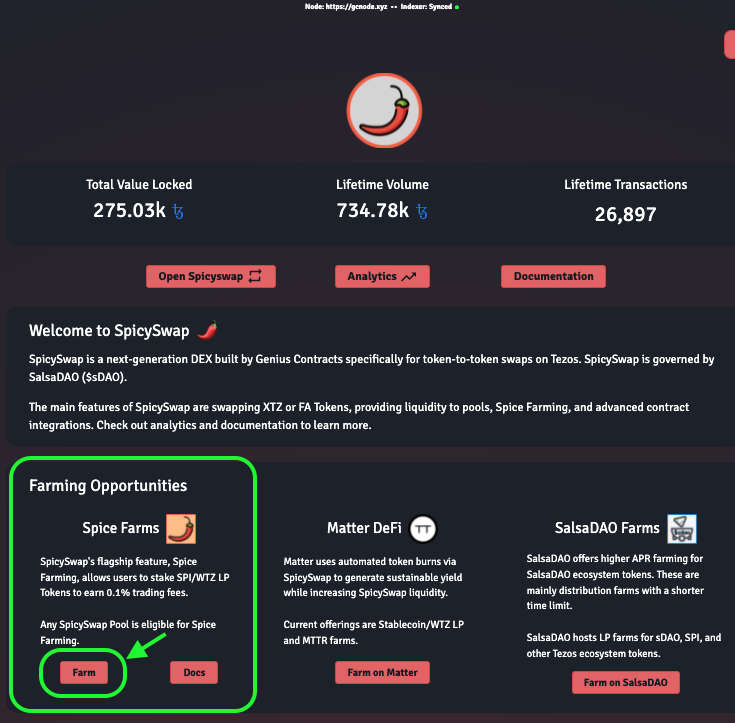 Node: https://gcnode.xyz -- Indexer: Synced
Total Value Locked
275.03k ꜩ
Lifetime Volume
734.78k ꜩ
Lifetime Transactions
26,897
Open Spicyswap
Analytics
Documentation
Welcome to SpicySwap
SpicySwap is a next-generation DEX built by Genius Contracts specifically for token-to-token swaps on Tezos. SpicySwap is governed by
SalsaDAO ($sDAO).
The main features of SpicySwap are swapping XTZ or FA Tokens, providing liquidity to pools, Spice Farming, and advanced contract
integrations. Check out analytics and documentation to learn more.
Farming Opportunities
Spice Farms
SpicySwap's flagship feature, Spice
Farming, allows users to stake SPI/WTZ LP
Tokens to earn 0.1% trading fees.
Any SpicySwap Pool is eligible for Spice
Farming.
Farm
Docs
Matter DeFi
Matter uses automated token burns via
SpicySwap to generate sustainable yield
while increasing SpicySwap liquidity.
Current offerings are Stablecoin/WTZ LP
and MTTR farms.
Farm on Matter
SalsaDAO Farms
SalsaDAO offers higher APR farming for
SalsaDAO ecosystem tokens. These are
mainly distribution farms with a shorter
time limit.
SalsaDAO hosts LP farms for sDAO, SPI, and
other Tezos ecosystem tokens.
Farm on SalsaDAO